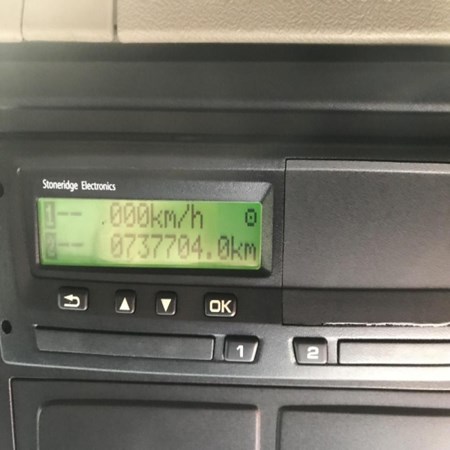 Stoneridge Electronics
1-- .000km/h
2-- 0737704.0km
OK
1 2